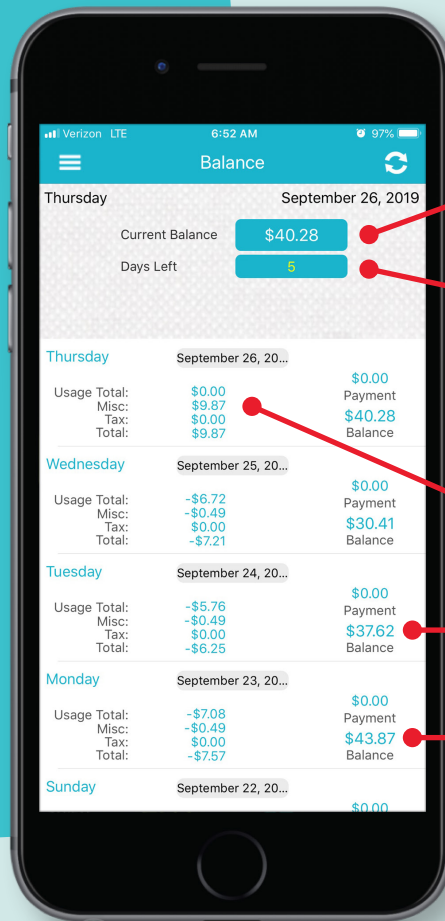 Verizon LTE 6:52 AM 97%
Balance
Thursday September 26, 2019
Current Balance $40.28
Days Left 5
Thursday September 26, 20...
$0.00
Usage Total: $0.00 Payment
Misc: $9.87
Tax: $0.00 $40.28
Total: $9.87 Balance
Wednesday September 25, 20...
$0.00
Usage Total: -$6.72 Payment
Misc: -$0.49
Tax: $0.00 $30.41
Total: -$7.21 Balance
Tuesday September 24, 20...
$0.00
Usage Total: -$5.76 Payment
Misc: -$0.49
Tax: $0.00 $37.62
Total: -$6.25 Balance
Monday September 23, 20...
$0.00
Usage Total: -$7.08 Payment
Misc: -$0.49
Tax: $0.00 $43.87
Total: -$7.57 Balance
Sunday September 22, 20...
$0.00